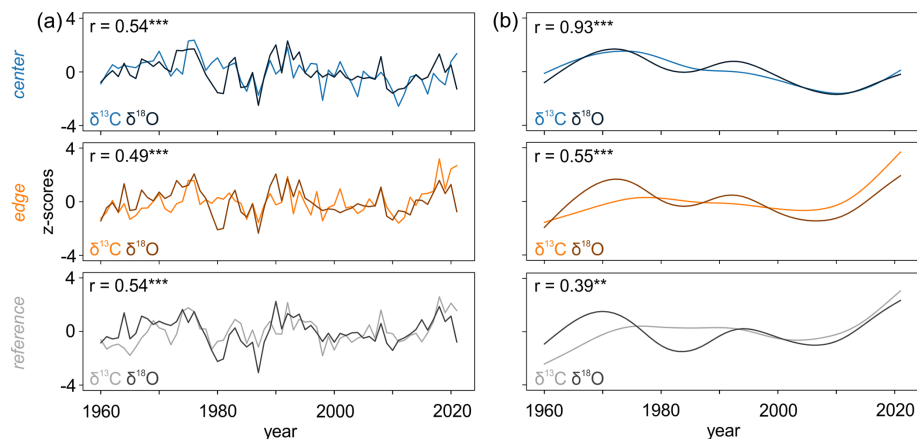 (a)
(b)
center
r = 0.54***
4
0
-4
δ¹³C δ¹⁸O
r = 0.93***
δ¹³C δ¹⁸O
edge
z-scores
r = 0.49***
4
0
-4
δ¹³C δ¹⁸O
r = 0.55***
δ¹³C δ¹⁸O
reference
r = 0.54***
4
0
-4
δ¹³C δ¹⁸O
r = 0.39**
δ¹³C δ¹⁸O
1960 1980 2000 2020
1960 1980 2000 2020
year
year